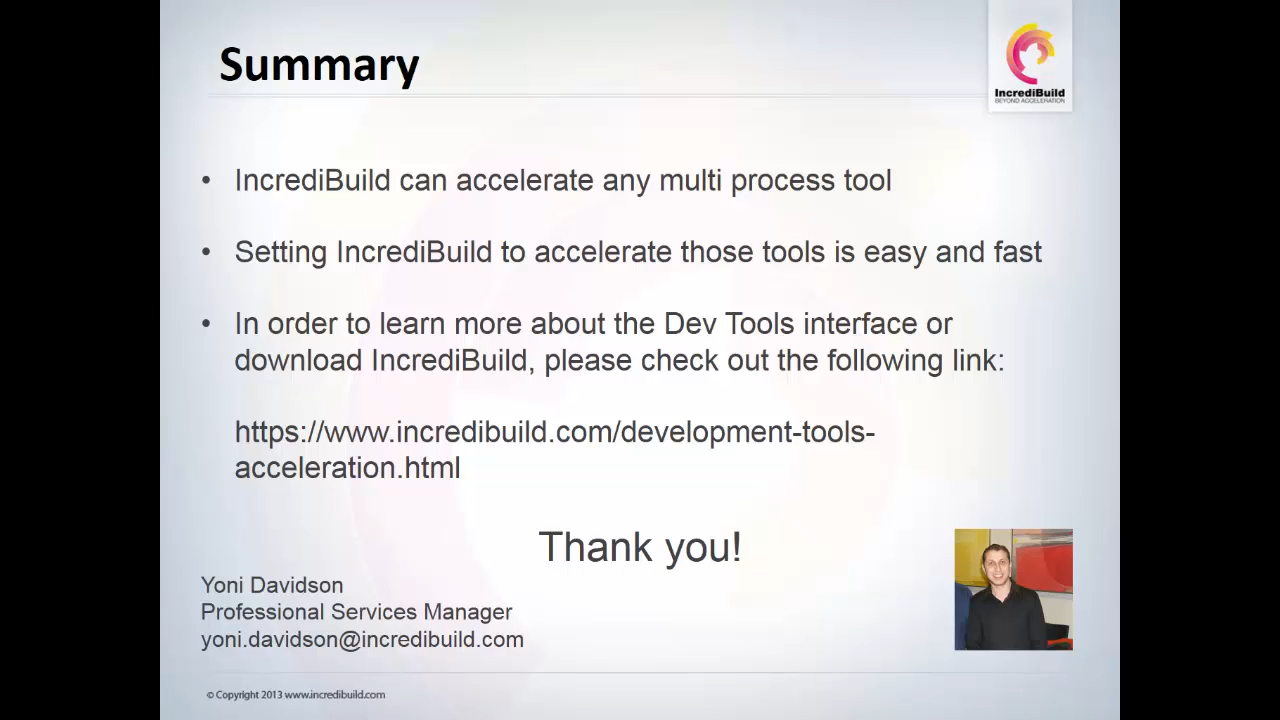 Summary
IncrediBuild
BEYOND ACCELERATION
• IncrediBuild can accelerate any multi process tool
• Setting IncrediBuild to accelerate those tools is easy and fast
• In order to learn more about the Dev Tools interface or
download IncrediBuild, please check out the following link:
https://www.incredibuild.com/development-tools-
acceleration.html
Thank you!
Yoni Davidson
Professional Services Manager
yoni.davidson@incredibuild.com
© Copyright 2013 www.incredibuild.com